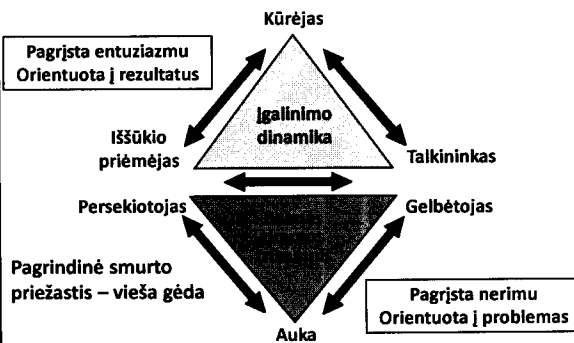 Kūrėjas
Pagrįsta entuziazmu
Orientuota į rezultatus
Įgalinimo
dinamika
Iššūkio
priėmėjas
Talkininkas
Persekiotojas
Gelbėtojas
Pagrindinė smurto
priežastis – vieša gėda
Pagrįsta nerimu
Orientuota į problemas
Auka